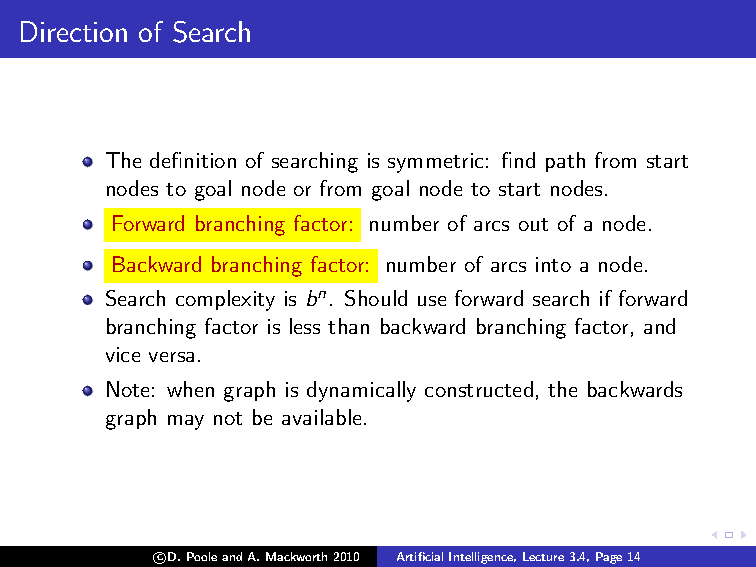 Direction of Search
The definition of searching is symmetric: find path from start
nodes to goal node or from goal node to start nodes.
Forward branching factor: number of arcs out of a node.
Backward branching factor: number of arcs into a node.
Search complexity is bⁿ. Should use forward search if forward
branching factor is less than backward branching factor, and
vice versa.
Note: when graph is dynamically constructed, the backwards
graph may not be available.
©D. Poole and A. Mackworth 2010 Artificial Intelligence, Lecture 3.4, Page 14